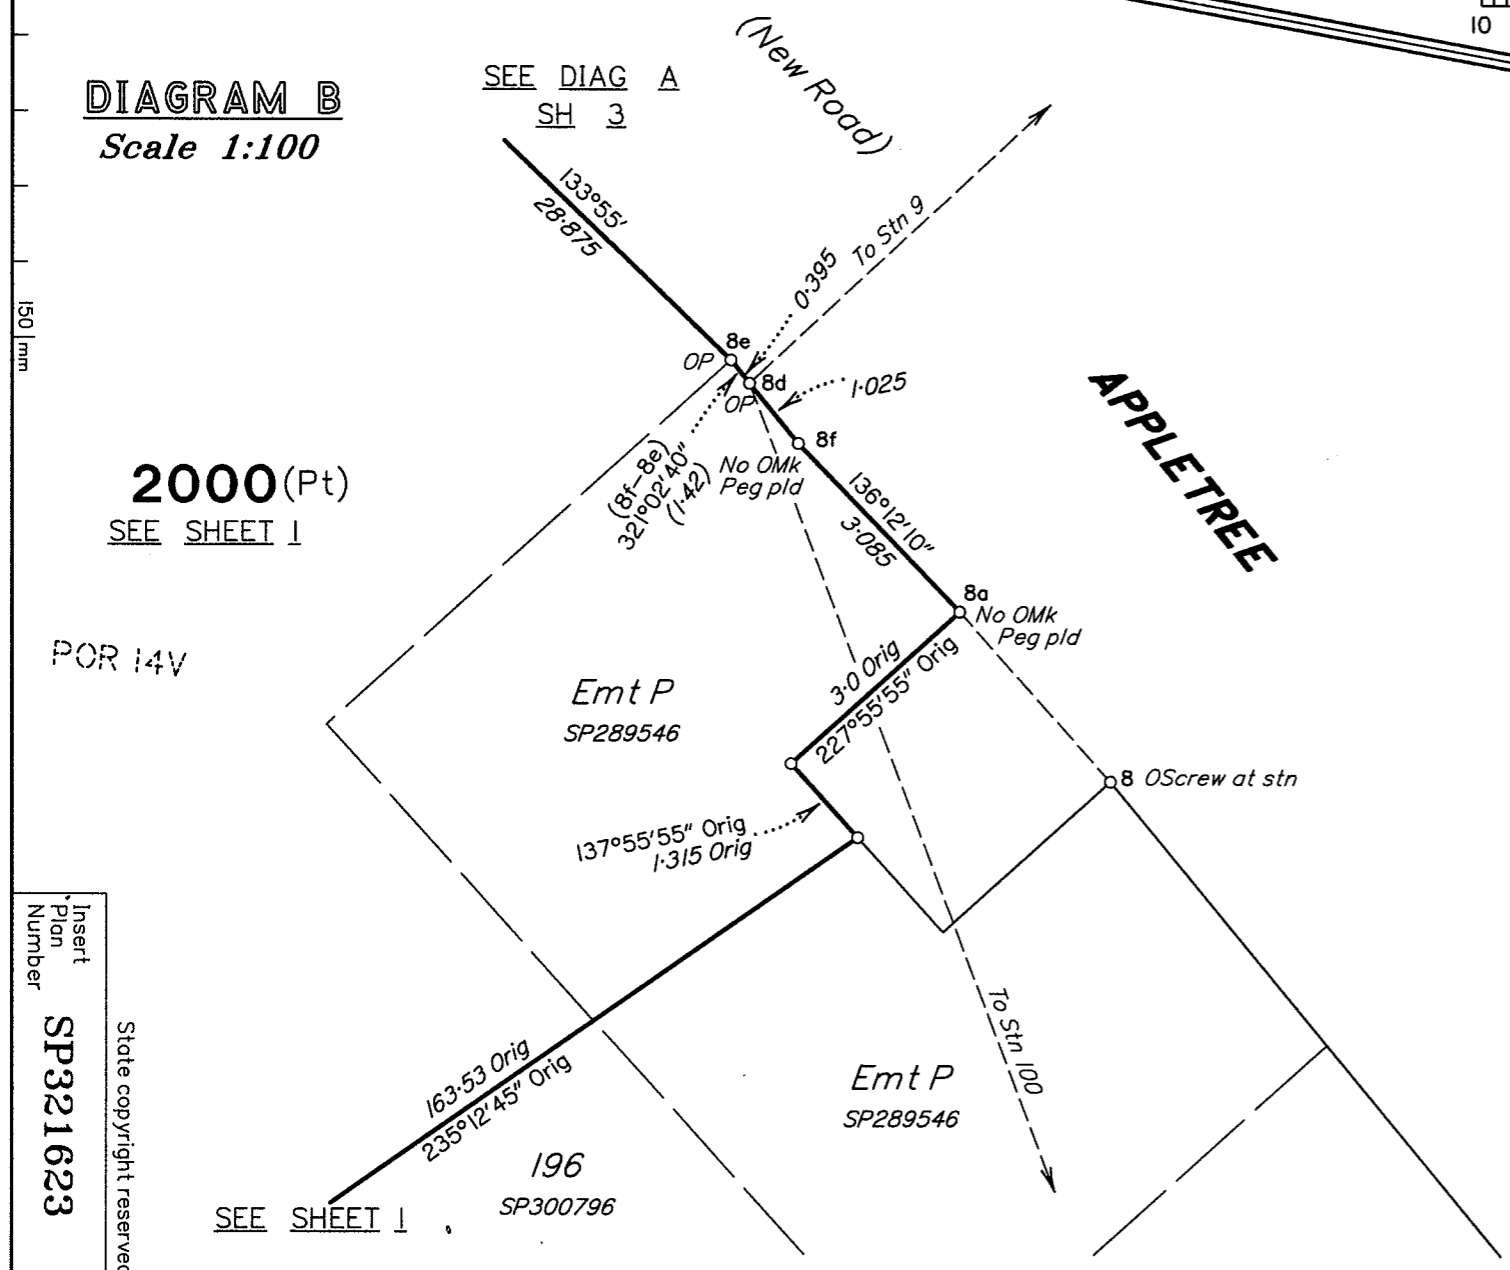 DIAGRAM B
Scale 1:100
SEE DIAG A
SH 3
(New Road)
10
133°55'
28·875
To Stn 9
0·395
8e
OP
8d
OP
1·025
8f
No OMk
Peg pld
(8f-8e)
321°02'40"
(1·42)
150 mm
2000 (Pt)
SEE SHEET 1
APPLETREE
136°12'10"
3·085
8a
No OMk
Peg pld
POR 14V
Emt P
SP289546
3·0 Orig
227°55'55" Orig
8 OScrew at stn
137°55'55" Orig
1·315 Orig
Insert
Plan
Number
SP321623
State copyright reserved
To Stn 100
163·53 Orig
235°12'45" Orig
Emt P
SP289546
196
SP300796
SEE SHEET 1